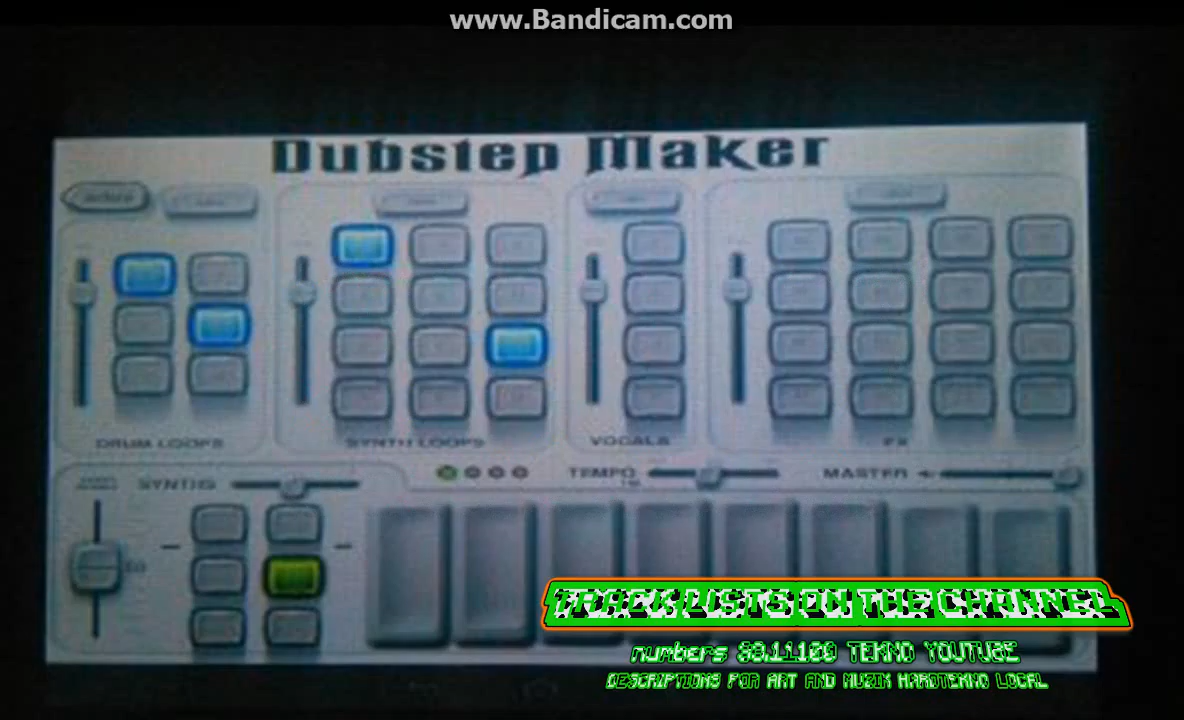 www.Bandicam.com
Dubstep Maker
DRUM LOOPS
SYNTH LOOPS
VOCALS
FX
SYNTHS
TEMPO
MASTER
TRACK LISTS ON THE CHANNEL
numbers TEKNO YOUTUBE
DESCRIPTIONS FOR ART AND MUZIK HARDTEKNO LOCAL